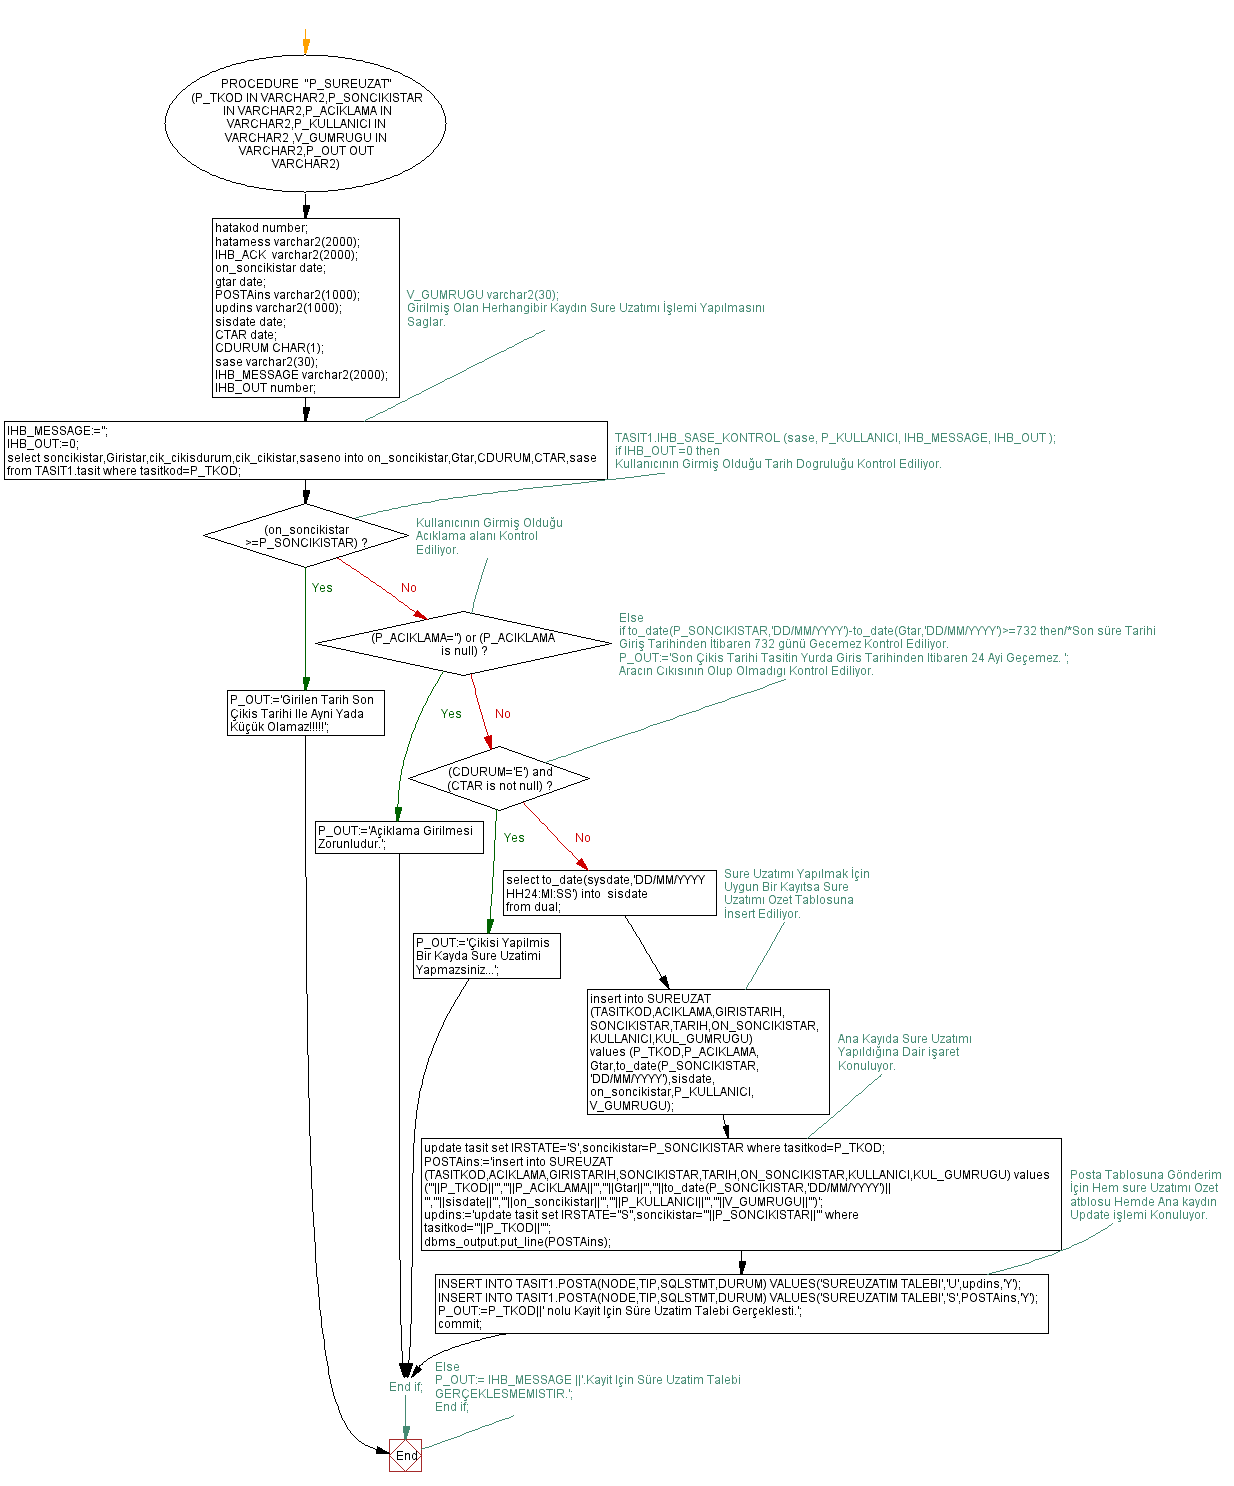 PROCEDURE "P_SUREUZAT"
(P_TKOD IN VARCHAR2,P_SONCIKISTAR
IN VARCHAR2,P_ACIKLAMA IN
VARCHAR2,P_KULLANICI IN
VARCHAR2 ,V_GUMRUGU IN
VARCHAR2,P_OUT OUT
VARCHAR2)
hatakod number;
hatamess varchar2(2000);
IHB_ACK varchar2(2000);
on_soncikistar date;
gtar date;
POSTAins varchar2(1000);
updins varchar2(1000);
sisdate date;
CTAR date;
CDURUM CHAR(1);
sase varchar2(30);
IHB_MESSAGE varchar2(2000);
IHB_OUT number;
V_GUMRUGU varchar2(30);
Girilmiş Olan Herhangibir Kaydın Sure Uzatımı İşlemi Yapılmasını
Saglar.
IHB_MESSAGE:='';
IHB_OUT:=0;
select soncikistar,Giristar,cik_cikisdurum,cik_cikistar,saseno into on_soncikistar,Gtar,CDURUM,CTAR,sase
from TASIT1.tasit where tasitkod=P_TKOD;
TASIT1.IHB_SASE_KONTROL (sase, P_KULLANICI, IHB_MESSAGE, IHB_OUT );
if IHB_OUT =0 then
Kullanıcının Girmiş Olduğu Tarih Dogruluğu Kontrol Ediliyor.
(on_soncikistar
>=P_SONCIKISTAR) ?
Kullanıcının Girmiş Olduğu
Acıklama alanı Kontrol
Ediliyor.
Yes
No
(P_ACIKLAMA='') or (P_ACIKLAMA
is null) ?
Else
if to_date(P_SONCIKISTAR,'DD/MM/YYYY')-to_date(Gtar,'DD/MM/YYYY')>=732 then/*Son süre Tarihi
Giriş Tarihinden İtibaren 732 günü Gecemez Kontrol Ediliyor.
P_OUT:='Son Çikis Tarihi Tasitin Yurda Giris Tarihinden Itibaren 24 Ayi Geçemez. ';
Aracın Cıkısının Olup Olmadıgı Kontrol Ediliyor.
P_OUT:='Girilen Tarih Son
Çikis Tarihi Ile Ayni Yada
Küçük Olamaz!!!!!';
Yes
No
(CDURUM='E') and
(CTAR is not null) ?
P_OUT:='Açiklama Girilmesi
Zorunludur.';
Yes
No
select to_date(sysdate,'DD/MM/YYYY
HH24:MI:SS') into sisdate
from dual;
Sure Uzatımı Yapılmak İçin
Uygun Bir Kayıtsa Sure
Uzatımı Ozet Tablosuna
İnsert Ediliyor.
P_OUT:='Çikisi Yapilmis
Bir Kayda Sure Uzatimi
Yapmazsiniz...';
insert into SUREUZAT
(TASITKOD,ACIKLAMA,GIRISTARIH,
SONCIKISTAR,TARIH,ON_SONCIKISTAR,
KULLANICI,KUL_GUMRUGU)
values (P_TKOD,P_ACIKLAMA,
Gtar,to_date(P_SONCIKISTAR,
'DD/MM/YYYY'),sisdate,
on_soncikistar,P_KULLANICI,
V_GUMRUGU);
Ana Kayıda Sure Uzatımı
Yapıldığına Dair işaret
Konuluyor.
update tasit set IRSTATE='S',soncikistar=P_SONCIKISTAR where tasitkod=P_TKOD;
POSTAins:='insert into SUREUZAT
(TASITKOD,ACIKLAMA,GIRISTARIH,SONCIKISTAR,TARIH,ON_SONCIKISTAR,KULLANICI,KUL_GUMRUGU) values
('''||P_TKOD||''','''||P_ACIKLAMA||''','''||Gtar||''','''||to_date(P_SONCIKISTAR,'DD/MM/YYYY')||
''','''||sisdate||''','''||on_soncikistar||''','''||P_KULLANICI||''','''||V_GUMRUGU||''')';
updins:='update tasit set IRSTATE=''S'',soncikistar='''||P_SONCIKISTAR||''' where
tasitkod='''||P_TKOD||'''';
dbms_output.put_line(POSTAins);
Posta Tablosuna Gönderim
İçin Hem sure Uzatımı Ozet
atblosu Hemde Ana kaydın
Update işlemi Konuluyor.
INSERT INTO TASIT1.POSTA(NODE,TIP,SQLSTMT,DURUM) VALUES('SUREUZATIM TALEBI','U',updins,'Y');
INSERT INTO TASIT1.POSTA(NODE,TIP,SQLSTMT,DURUM) VALUES('SUREUZATIM TALEBI','S',POSTAins,'Y');
P_OUT:=P_TKOD||' nolu Kayit Için Süre Uzatim Talebi Gerçeklesti.';
commit;
End if;
Else
P_OUT:= IHB_MESSAGE ||'.Kayit Için Süre Uzatim Talebi
GERÇEKLESMEMISTIR.';
End if;
End